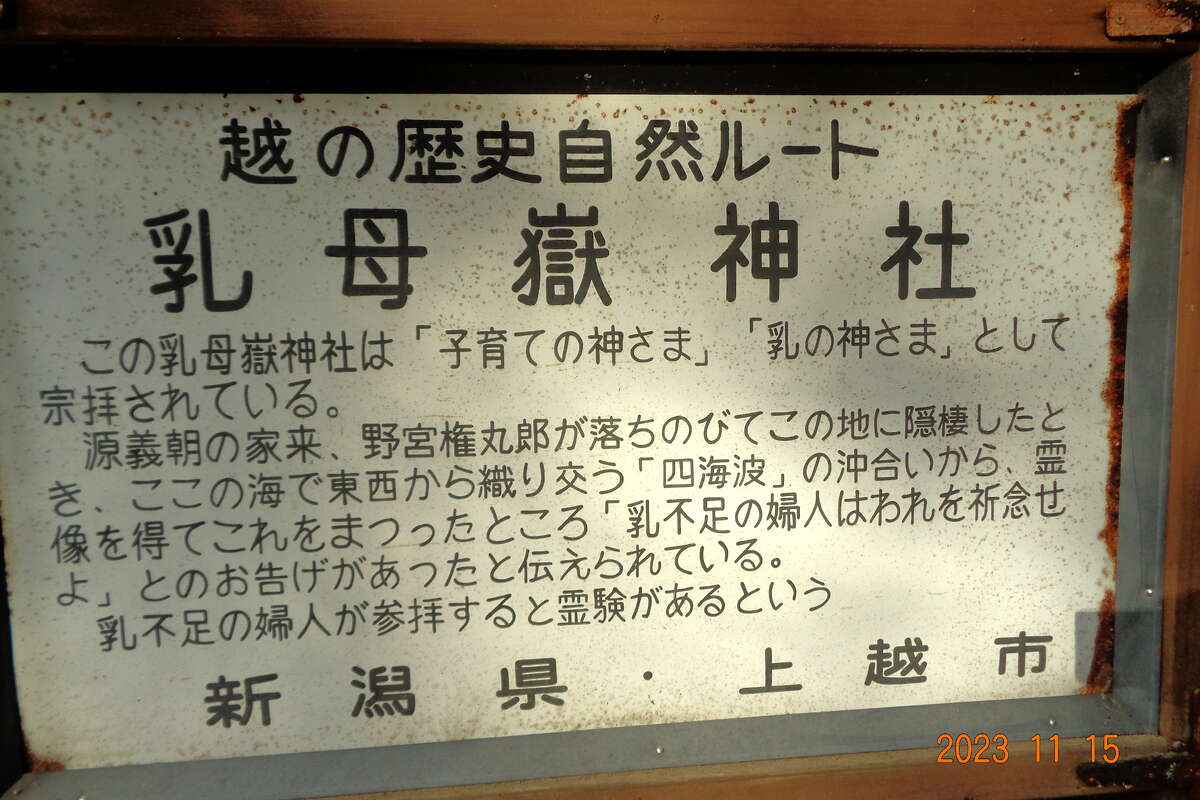 越の歴史自然ルート
乳母嶽神社
この乳母嶽神社は「子育ての神さま」「乳の神さま」として
宗拝されている。
源義朝の家来、野宮権丸郎が落ちのびてこの地に隠棲したと
き、ここの海で東西から織り交う「四海波」の沖合いから、霊
像を得てこれをまつったところ「乳不足の婦人はわれを祈念せ
よ」とのお告げがあったと伝えられている。
乳不足の婦人が参拝すると霊験があるという
新潟県・上越市
2023 11 15